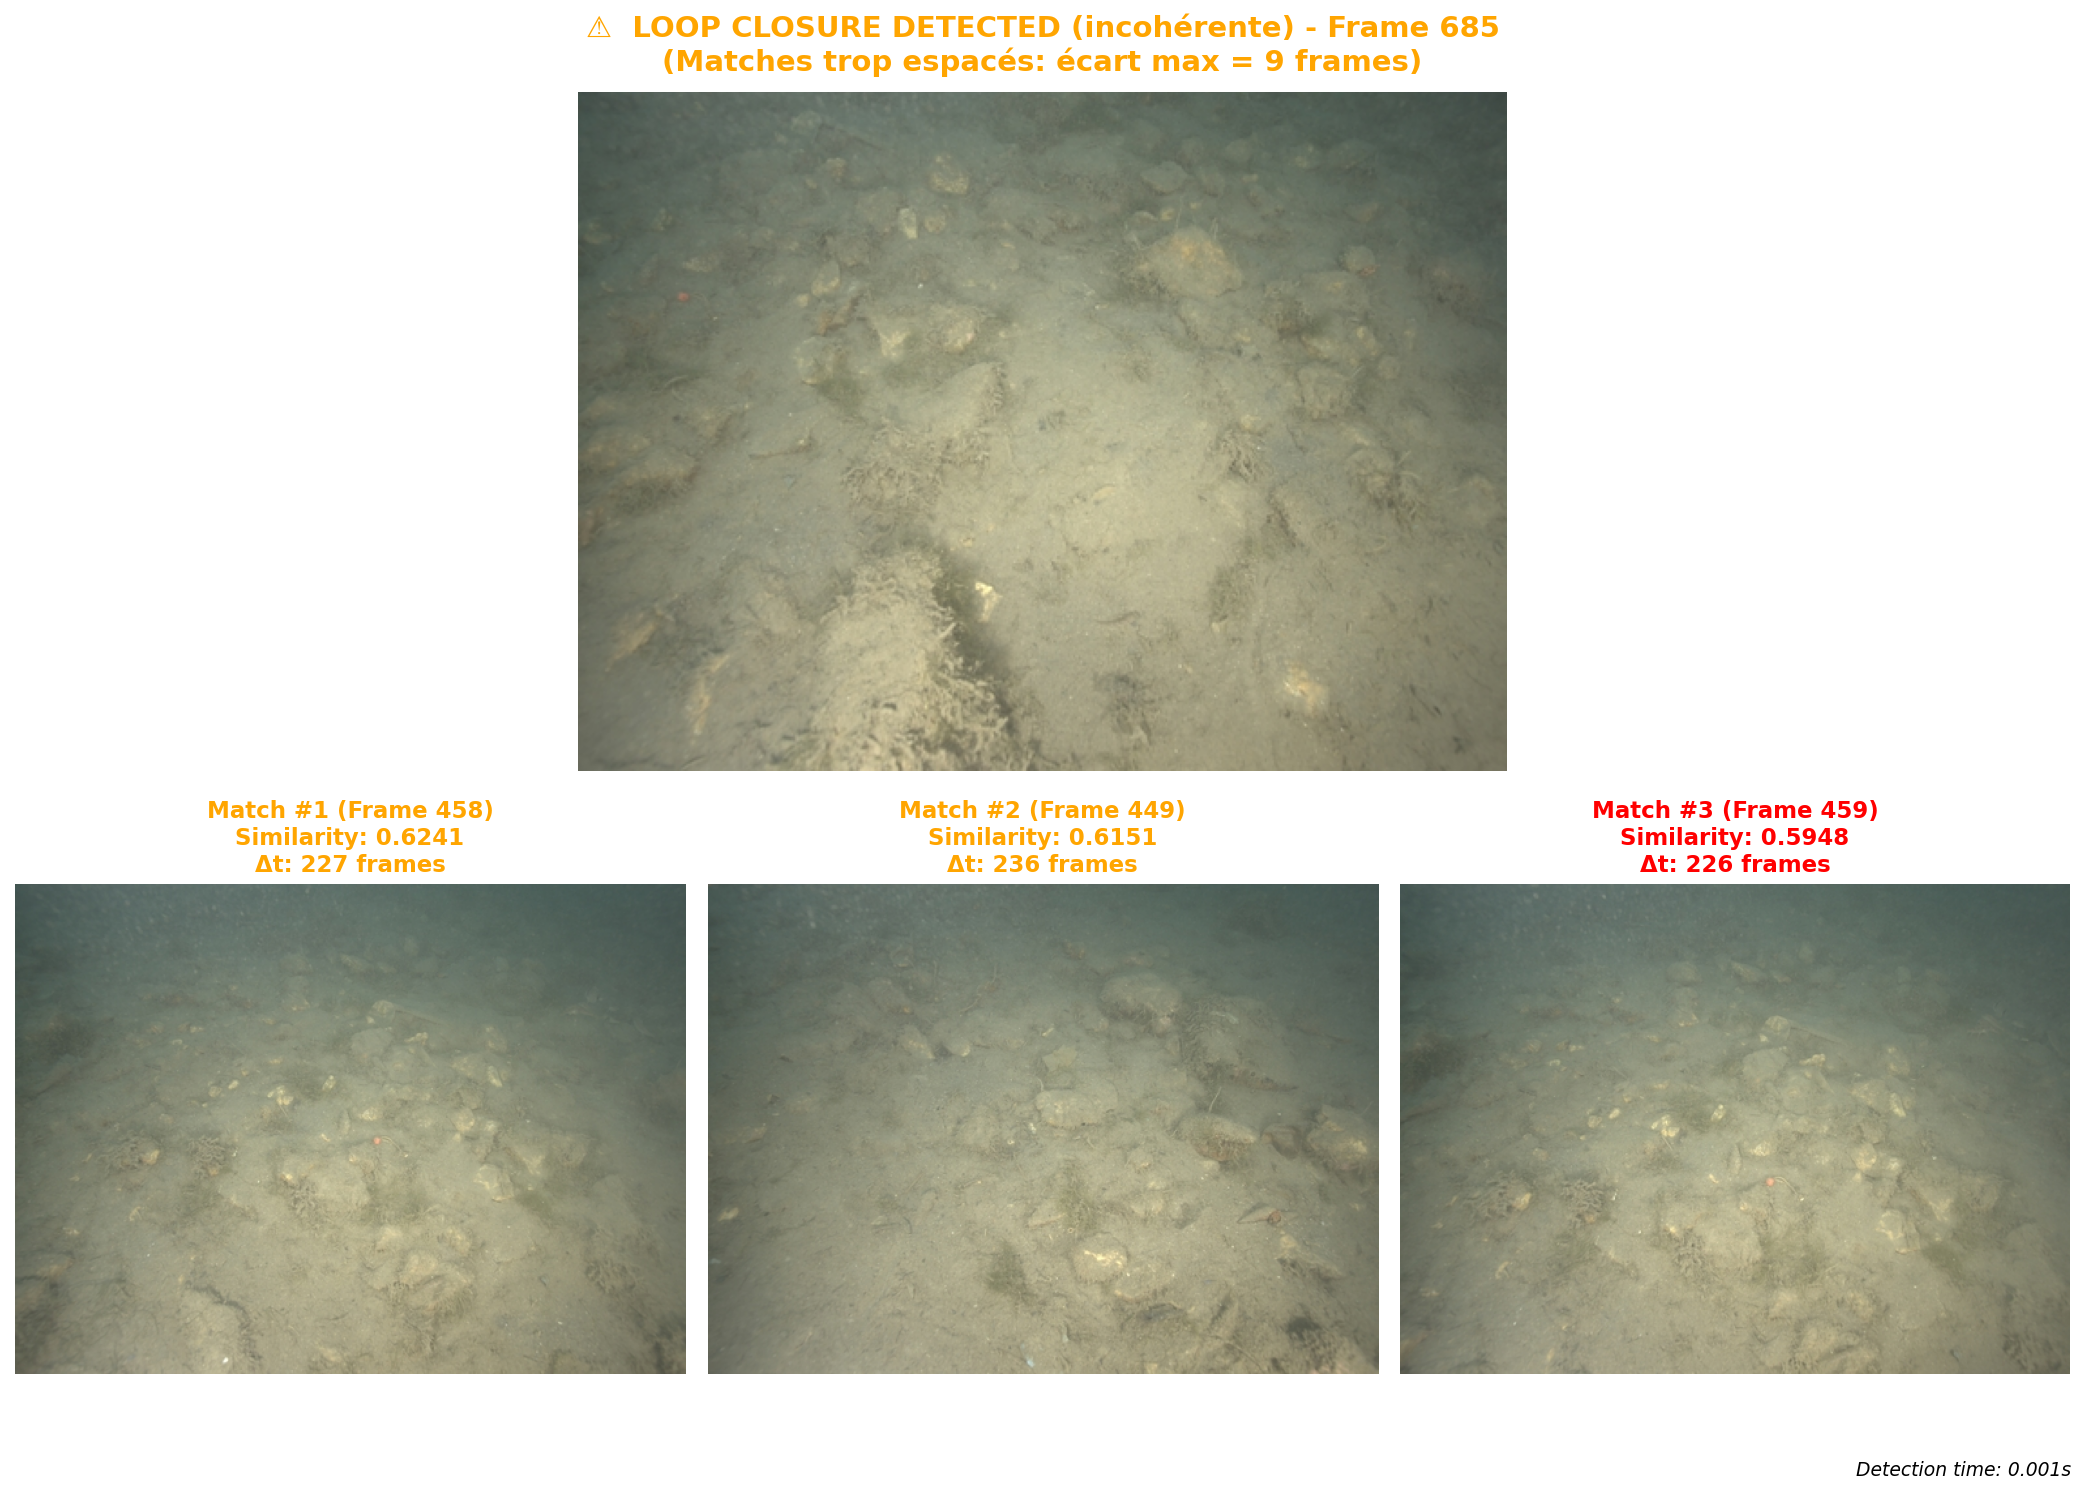 ⚠ LOOP CLOSURE DETECTED (incohérente) - Frame 685
(Matches trop espacés: écart max = 9 frames)
Match #1 (Frame 458)
Similarity: 0.6241
Δt: 227 frames
Match #2 (Frame 449)
Similarity: 0.6151
Δt: 236 frames
Match #3 (Frame 459)
Similarity: 0.5948
Δt: 226 frames
Detection time: 0.001s